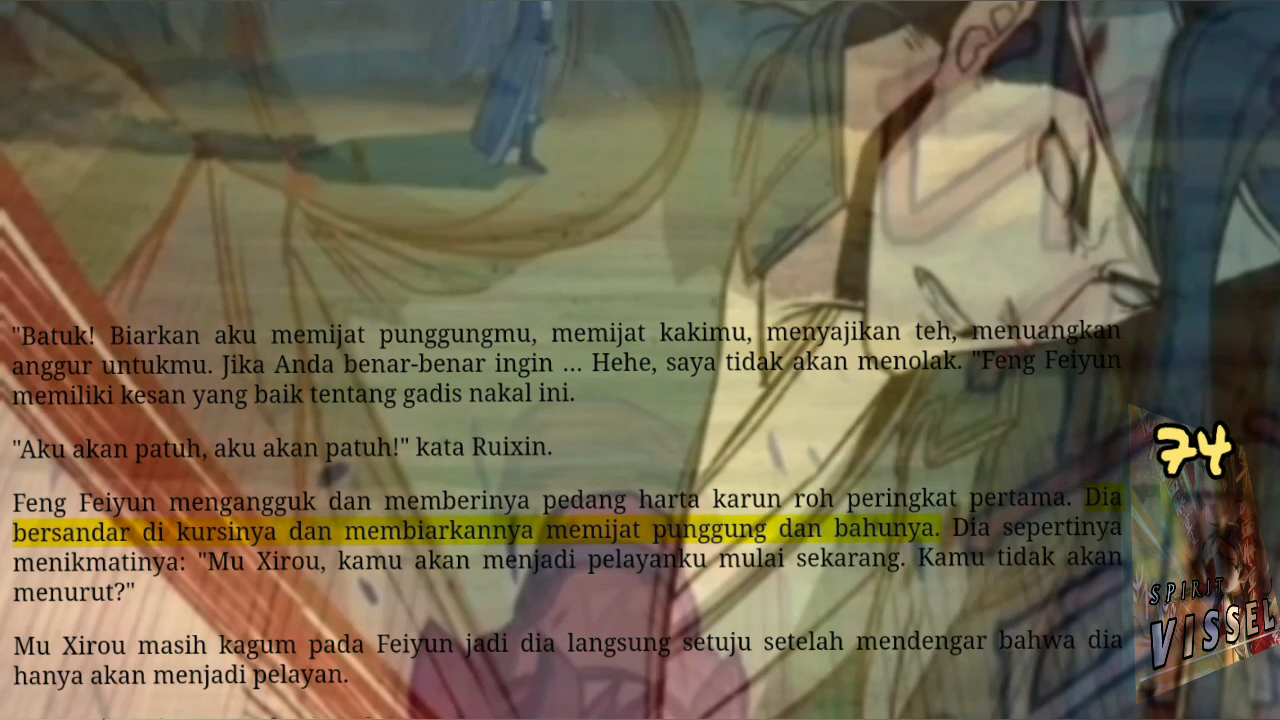 "Batuk! Biarkan aku memijat punggungmu, memijat kakimu, menyajikan teh, menuangkan
anggur untukmu. Jika Anda benar-benar ingin ... Hehe, saya tidak akan menolak. "Feng Feiyun
memiliki kesan yang baik tentang gadis nakal ini.
"Aku akan patuh, aku akan patuh!" kata Ruixin.
Feng Feiyun mengangguk dan memberinya pedang harta karun roh peringkat pertama. Dia
bersandar di kursinya dan membiarkannya memijat punggung dan bahunya. Dia sepertinya
menikmatinya: "Mu Xirou, kamu akan menjadi pelayanku mulai sekarang. Kamu tidak akan
menurut?"
Mu Xirou masih kagum pada Feiyun jadi dia langsung setuju setelah mendengar bahwa dia
hanya akan menjadi pelayan.
74
SPIRIT
VISSEL